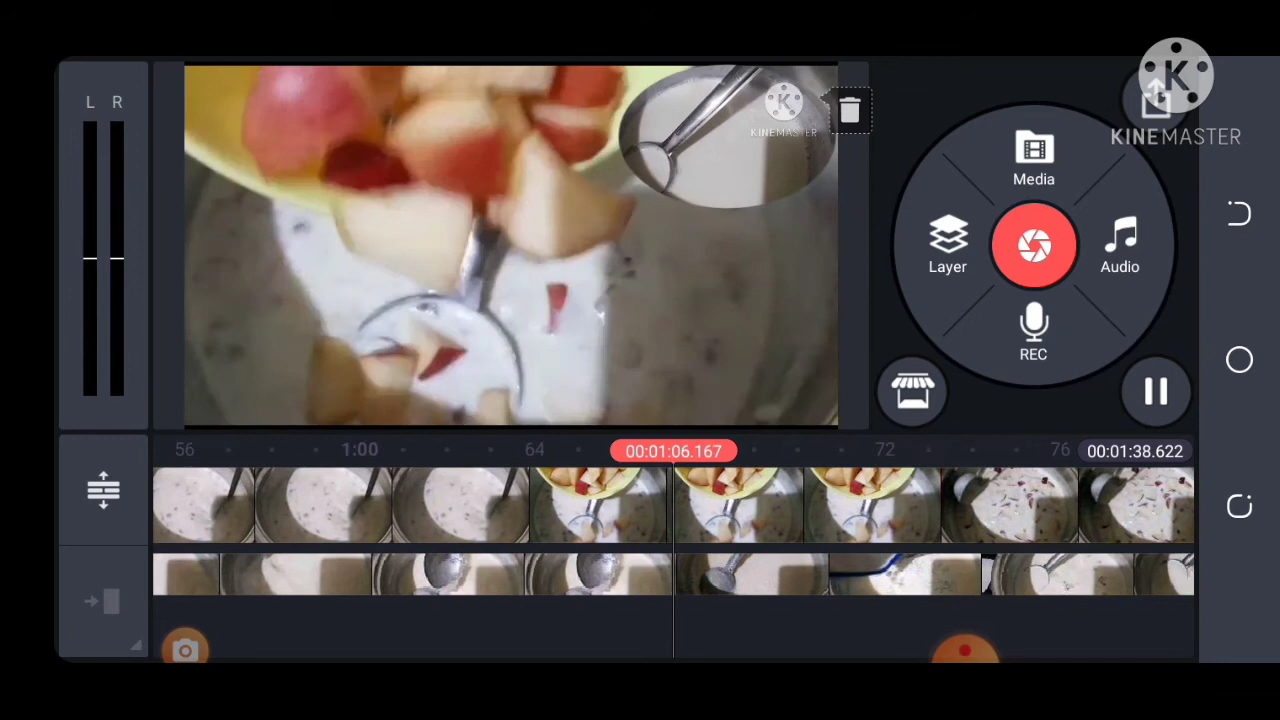 L R
KINEMASTER
KINEMASTER
Media
Layer
Audio
REC
56 1:00 64 00:01:06.167 72 76 00:01:38.622